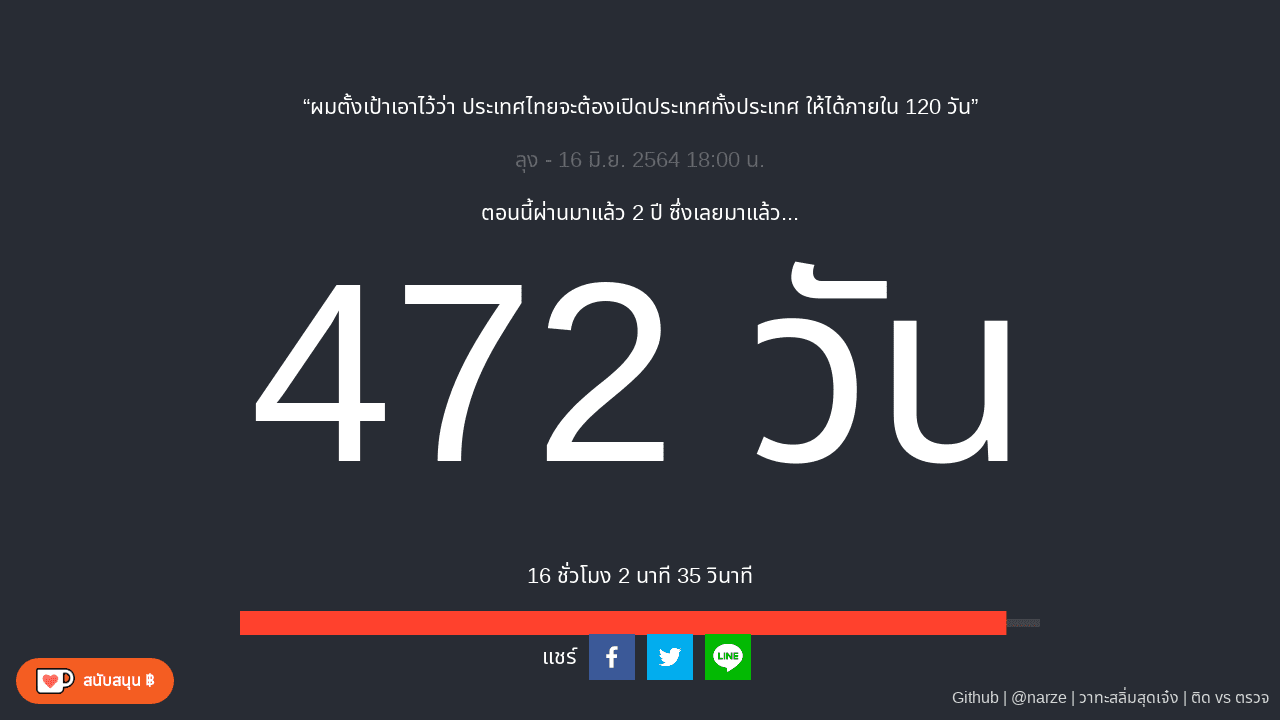 “ผมตั้งเป้าเอาไว้ว่า ประเทศไทยจะต้องเปิดประเทศทั้งประเทศ ให้ได้ภายใน 120 วัน”
ลุง - 16 มิ.ย. 2564 18:00 น.
ตอนนี้ผ่านมาแล้ว 2 ปี ซึ่งเลยมาแล้ว...
472 วัน
16 ชั่วโมง 2 นาที 35 วินาที
แชร์
LINE
สนับสนุน ฿
Github | @narze | วาทะสลิ่มสุดเจ๋ง | ติด vs ตรวจ